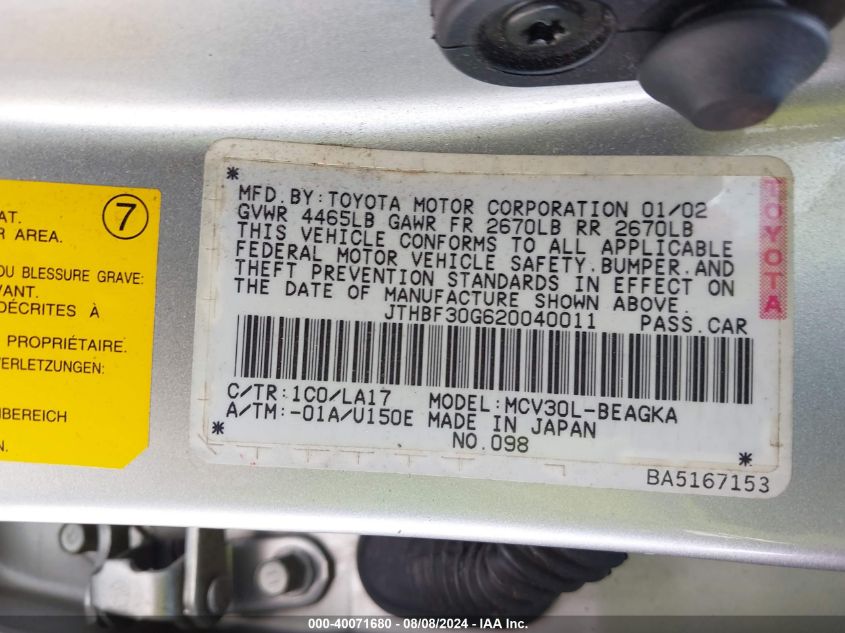 7
AT.
R AREA.
OU BLESSURE GRAVE:
VANT.
DÉCRITES À
PROPRIÉTAIRE.
VERLETZUNGEN:
BEREICH
N.
* MFD.BY:TOYOTA MOTOR CORPORATION 01/02
GVWR 4465LB GAWR FR 2670LB RR 2670LB
THIS VEHICLE CONFORMS TO ALL APPLICABLE
FEDERAL MOTOR VEHICLE SAFETY.BUMPER.AND
THEFT PREVENTION STANDARDS IN EFFECT ON
THE DATE OF MANUFACTURE SHOWN ABOVE.
JTHBF30G620040011 PASS.CAR
TOYOTA
C/TR:1C0/LA17 MODEL:MCV30L-BEAGKA
A/TM:-01A/U150E MADE IN JAPAN
* NO.098 *
BA5167153
000-40071680 - 08/08/2024 - IAA Inc.